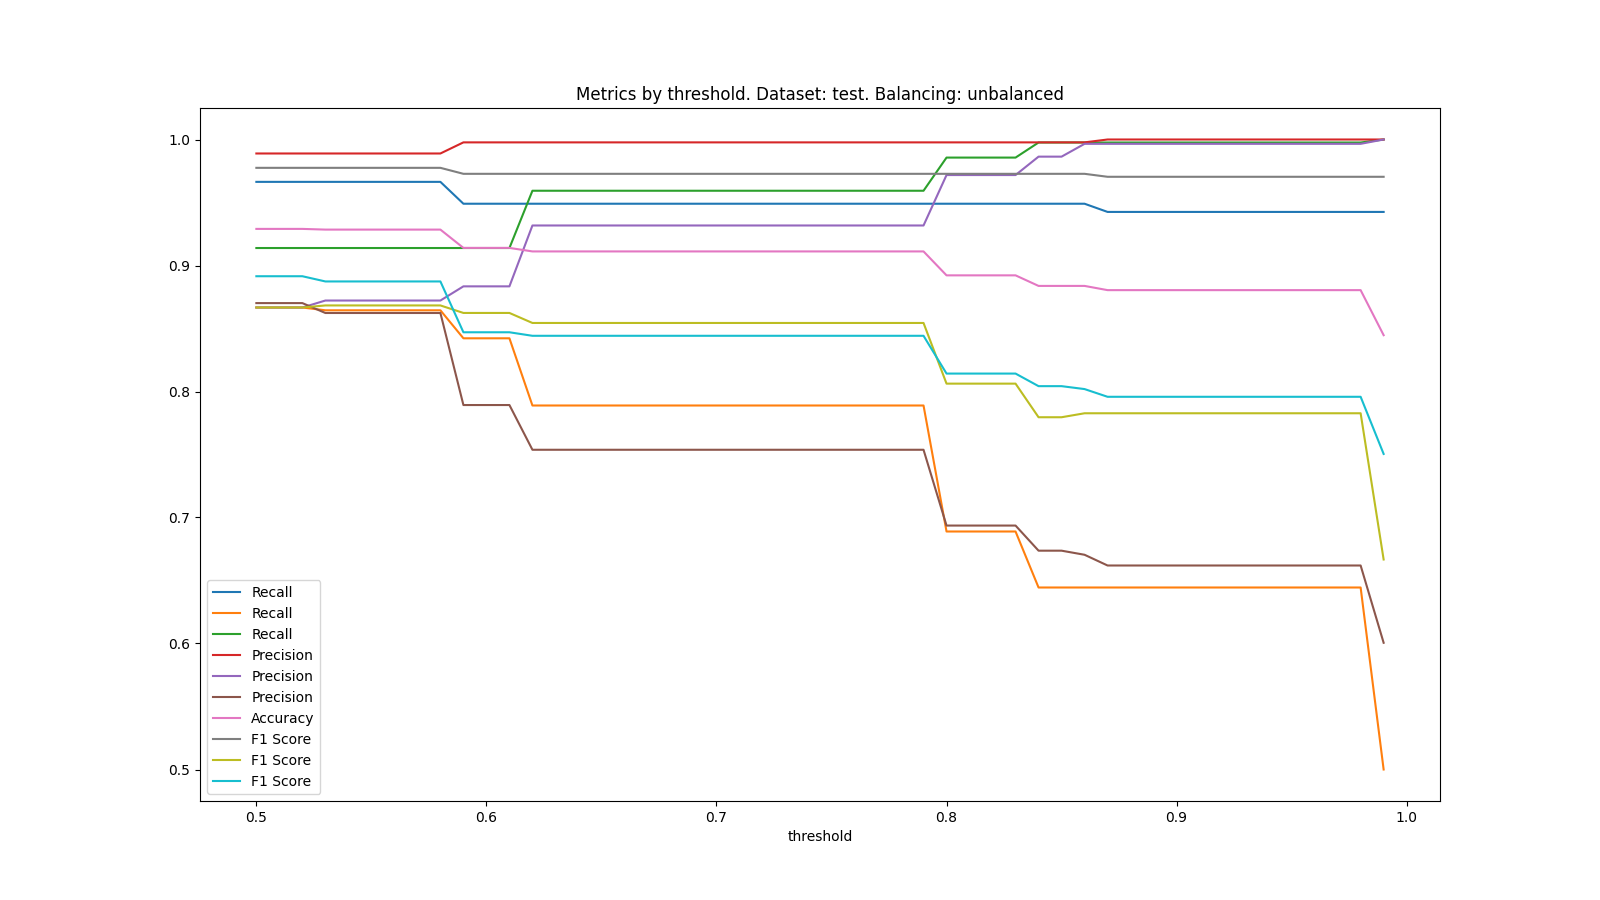 Metrics by threshold. Dataset: test. Balancing: unbalanced
1.0
0.9
0.8
0.7
0.6
0.5
Recall
Recall
Recall
Precision
Precision
Precision
Accuracy
F1 Score
F1 Score
F1 Score
0.5 0.6 0.7 0.8 0.9 1.0
threshold